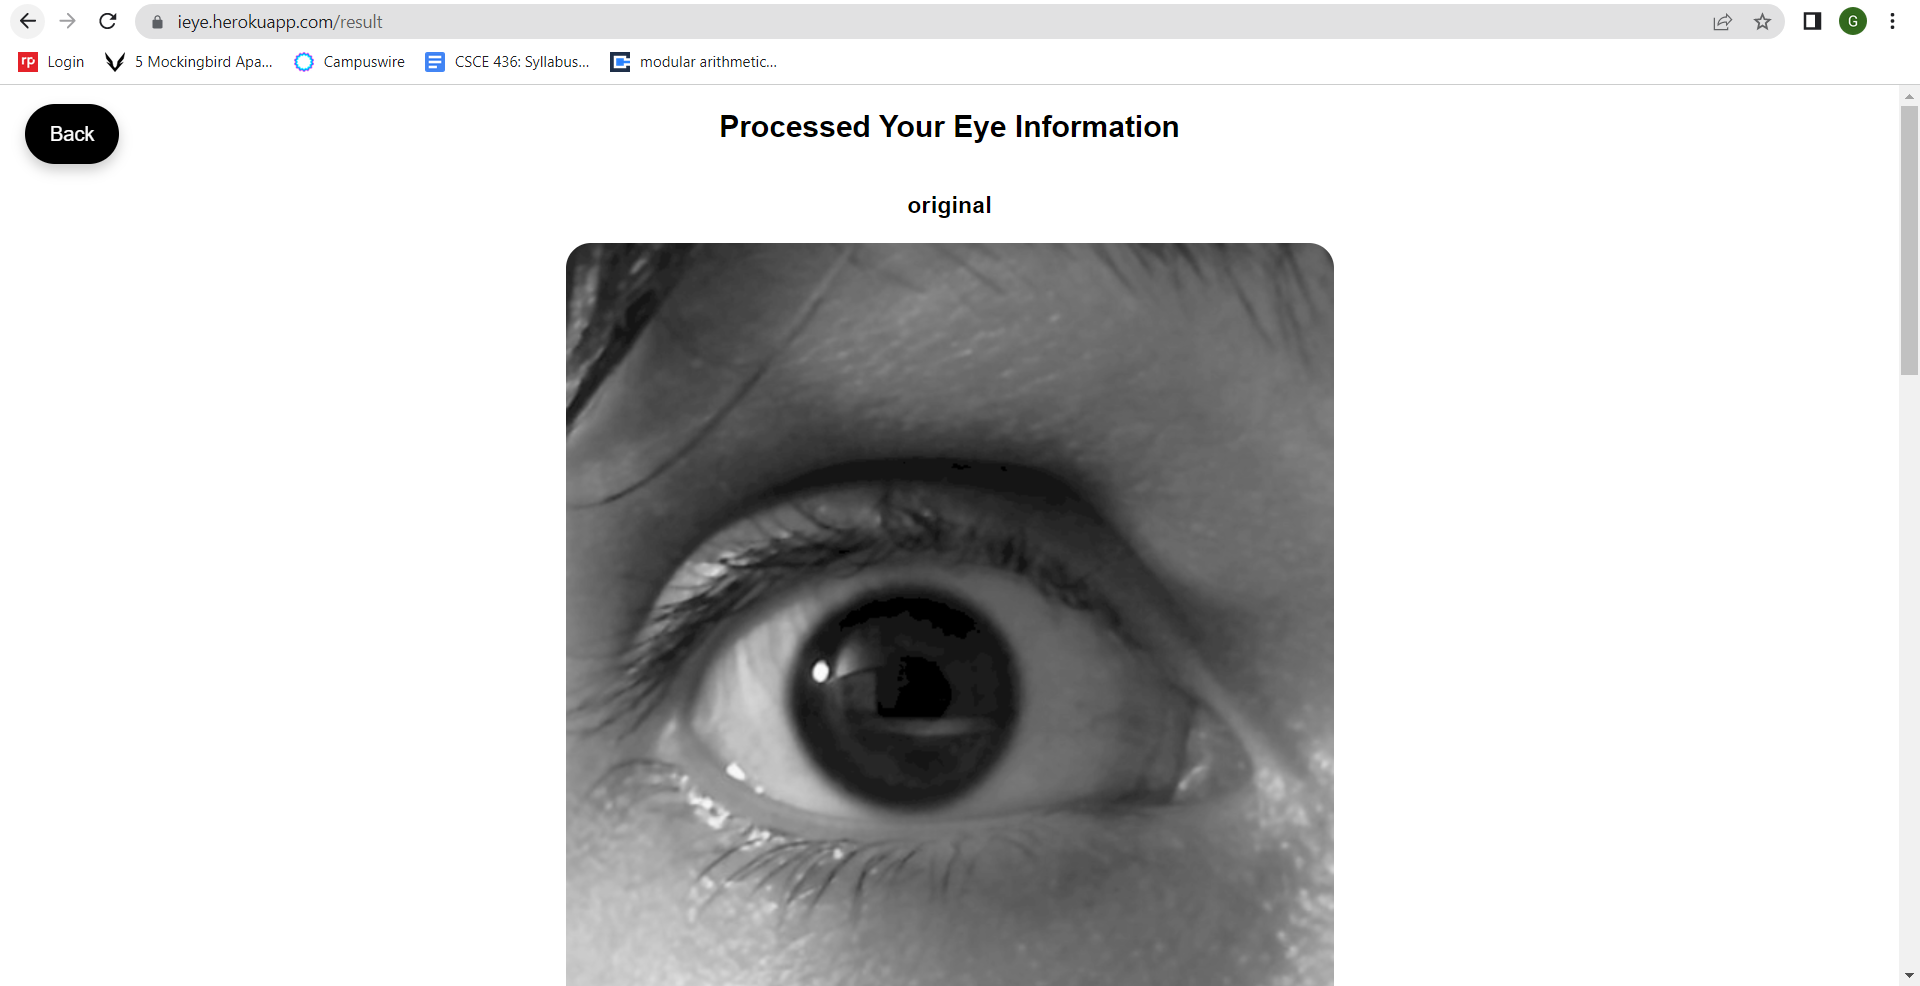 ieye.herokuapp.com/result
G
rp Login
5 Mockingbird Apa...
Campuswire
CSCE 436: Syllabus...
modular arithmetic...
Back
Processed Your Eye Information
original